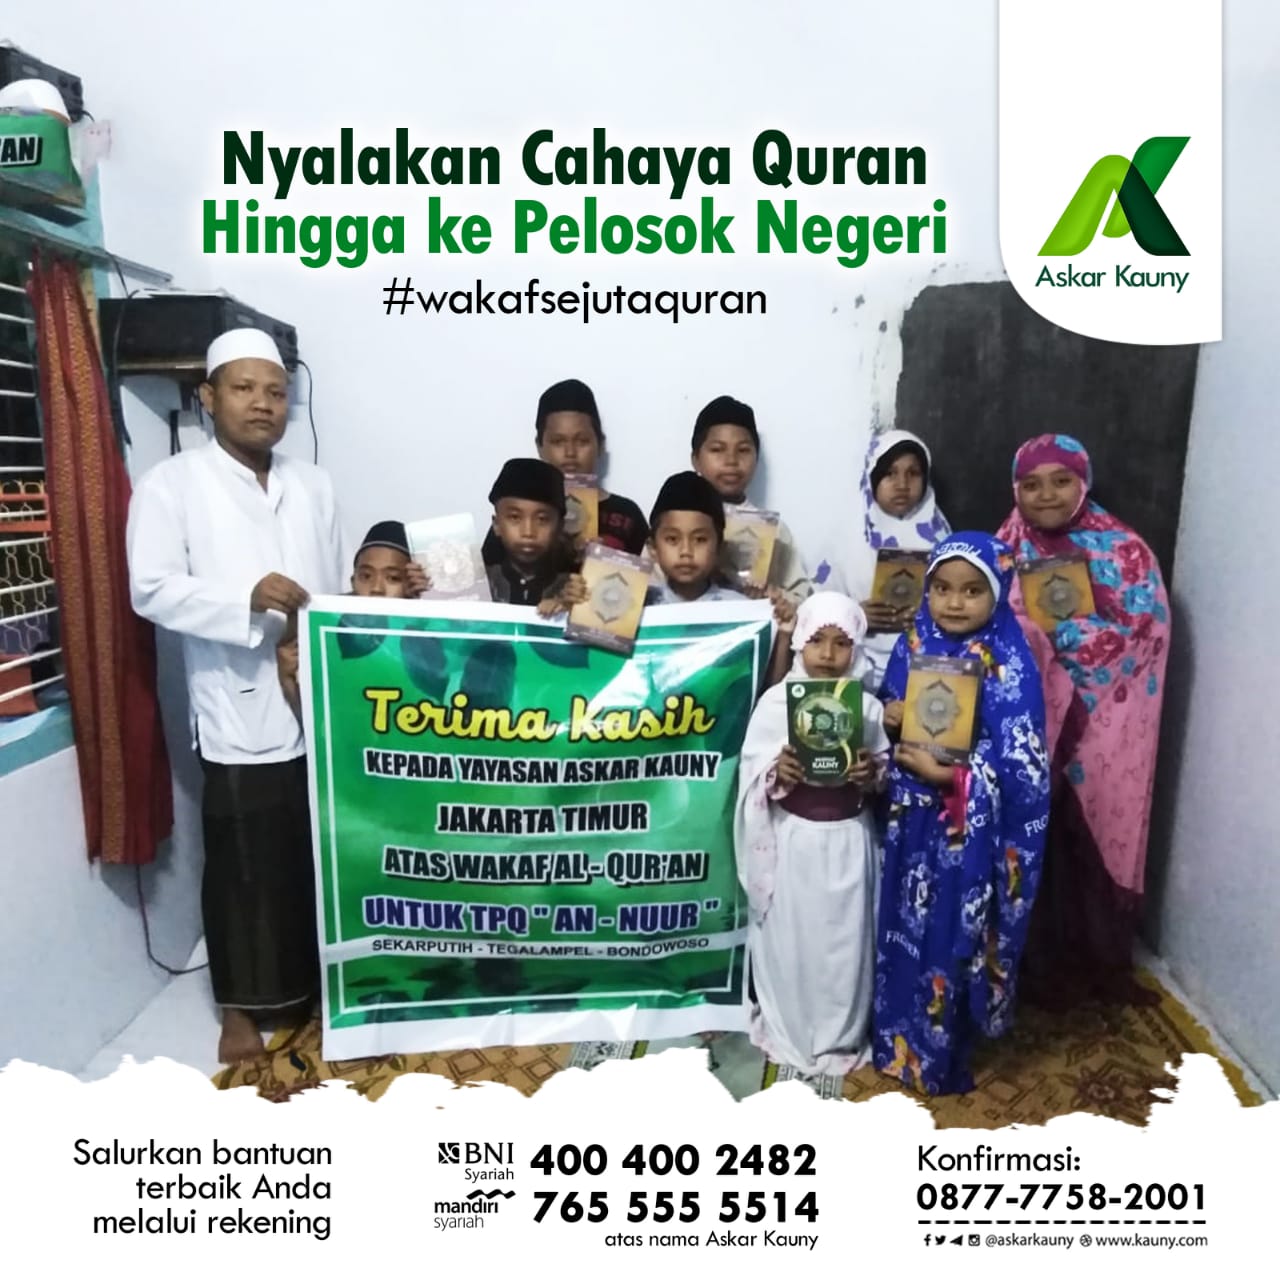 Nyalakan Cahaya Quran
Hingga ke Pelosok Negeri
#wakafsejutaquran
Askar Kauny
AN
Terima Kasih
KEPADA YAYASAN ASKAR KAUNY
JAKARTA TIMUR
ATAS WAKAF AL-QUR'AN
UNTUK TPQ "AN - NUUR"
SEKARPUTIH - TEGALAMPEL - BONDOWOSO
KAUNY
FROZEN
Salurkan bantuan
terbaik Anda
melalui rekening
BNI
Syariah
400 400 2482
mandiri
syariah
765 555 5514
atas nama Askar Kauny
Konfirmasi:
0877-7758-2001
@askarkauny www.kauny.com